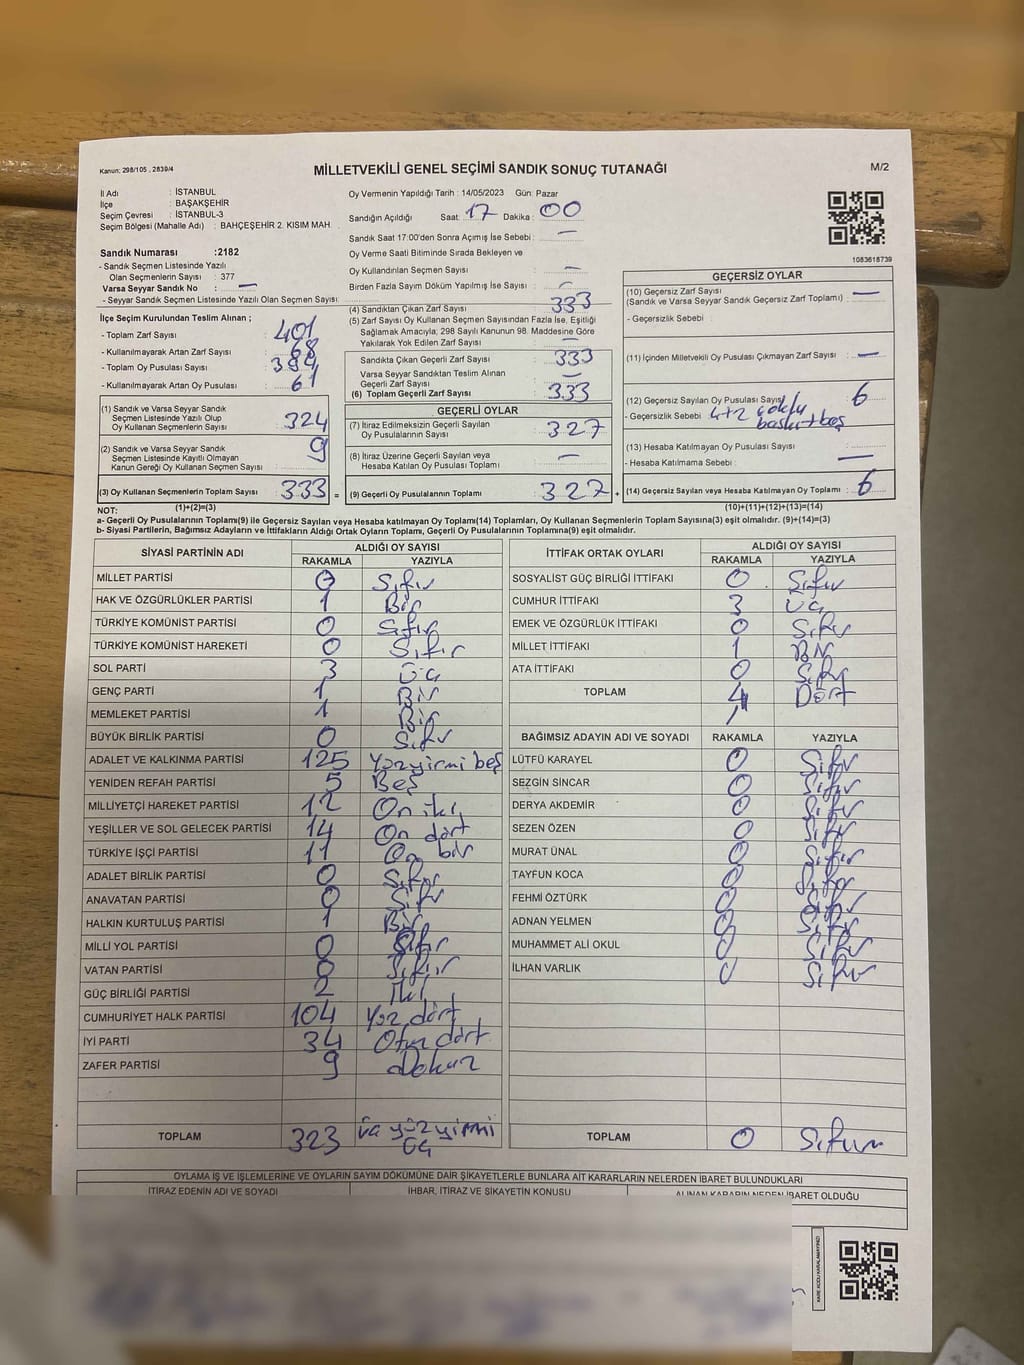 Kanun: 298/105 , 2839/4
MİLLETVEKİLİ GENEL SEÇİMİ SANDIK SONUÇ TUTANAĞI
M/2
İl Adı : İSTANBUL
İlçe : BAŞAKŞEHİR
Seçim Çevresi : İSTANBUL-3
Seçim Bölgesi (Mahalle Adı) : BAHÇEŞEHİR 2. KISIM MAH
Sandık Numarası : 2182
- Sandık Seçmen Listesinde Yazılı
Olan Seçmenlerin Sayısı : 377
Varsa Seyyar Sandık No : —
- Seyyar Sandık Seçmen Listesinde Yazılı Olan Seçmen Sayısı:
Oy Vermenin Yapıldığı Tarih : 14/05/2023 Gün: Pazar
Sandığın Açıldığı Saat: 17 Dakika : 00
Sandık Saat 17:00'den Sonra Açımış İse Sebebi : —
Oy Verme Saati Bitiminde Sırada Bekleyen ve
Oy Kullandırılan Seçmen Sayısı : —
Birden Fazla Sayım Döküm Yapılmış İse Sayısı : —
1083618739
İlçe Seçim Kurulundan Teslim Alınan ;
- Toplam Zarf Sayısı : 401
- Kullanılmayarak Artan Zarf Sayısı : 68
- Toplam Oy Pusulası Sayısı : 394
- Kullanılmayarak Artan Oy Pusulası : 61
(1) Sandık ve Varsa Seyyar Sandık
Seçmen Listesinde Yazılı Olup
Oy Kullanan Seçmenlerin Sayısı : 324
(2) Sandık ve Varsa Seyyar Sandık
Seçmen Listesinde Kayıtlı Olmayan
Kanun Gereği Oy Kullanan Seçmen Sayısı : 9
(3) Oy Kullanan Seçmenlerin Toplam Sayısı : 333 =
(1)+(2)=(3)
(4) Sandıktan Çıkan Zarf Sayısı : 333
(5) Zarf Sayısı Oy Kullanan Seçmen Sayısından Fazla İse, Eşitliği
Sağlamak Amacıyla; 298 Sayılı Kanunun 98. Maddesine Göre
Yakılarak Yok Edilen Zarf Sayısı : —
Sandıkta Çıkan Geçerli Zarf Sayısı : 333
Varsa Seyyar Sandıktan Teslim Alınan
Geçerli Zarf Sayısı : —
(6) Toplam Geçerli Zarf Sayısı : 333
GEÇERLİ OYLAR
(7) İtiraz Edilmeksizin Geçerli Sayılan
Oy Pusulalarının Sayısı : 327
(8) İtiraz Üzerine Geçerli Sayılan veya
Hesaba Katılan Oy Pusulası Toplamı : —
(9) Geçerli Oy Pusulalarının Toplamı : 327 +
GEÇERSİZ OYLAR
(10) Geçersiz Zarf Sayısı : —
(Sandık ve Varsa Seyyar Sandık Geçersiz Zarf Toplamı)
- Geçersizlik Sebebi :
(11) İçinden Milletvekili Oy Pusulası Çıkmayan Zarf Sayısı : —
(12) Geçersiz Sayılan Oy Pusulası Sayısı : 6
- Geçersizlik Sebebi : 4+2 çoklu
boş
(13) Hesaba Katılmayan Oy Pusulası Sayısı :
- Hesaba Katılmama Sebebi : —
(14) Geçersiz Sayılan veya Hesaba Katılmayan Oy Toplamı : 6
(10)+(11)+(12)+(13)=(14)
NOT:
a- Geçerli Oy Pusulaları Toplamı(9) ile Geçersiz Sayılan veya Hesaba katılmayan Oy Toplamı(14) Toplamları, Oy Kullanan Seçmenlerin Toplam Sayısına(3) eşit olmalıdır. (9)+(14)=(3)
b- Siyasi Partilerin, Bağımsız Adayların ve İttifakların Aldığı Ortak Oyların Toplamı, Geçerli Oy Pusulalarının Toplamına(9) eşit olmalıdır.
SİYASİ PARTİNİN ADI ALDIĞI OY SAYISI
RAKAMLA YAZIYLA
MİLLET PARTİSİ 0 Sıfır
HAK VE ÖZGÜRLÜKLER PARTİSİ 1 Bir
TÜRKİYE KOMÜNİST PARTİSİ 0 Sıfır
TÜRKİYE KOMÜNİST HAREKETİ 0 Sıfır
SOL PARTİ 3 Üç
GENÇ PARTİ 1 Bir
MEMLEKET PARTİSİ 1 Bir
BÜYÜK BİRLİK PARTİSİ 0 Sıfır
ADALET VE KALKINMA PARTİSİ 125 Yüzyirmi beş
YENİDEN REFAH PARTİSİ 5 Beş
MİLLİYETÇİ HAREKET PARTİSİ 12 On iki
YEŞİLLER VE SOL GELECEK PARTİSİ 14 On dört
TÜRKİYE İŞÇİ PARTİSİ 11 On bir
ADALET BİRLİK PARTİSİ 0 Sıfır
ANAVATAN PARTİSİ 0 Sıfır
HALKIN KURTULUŞ PARTİSİ 1 Bir
MİLLİ YOL PARTİSİ 0 Sıfır
VATAN PARTİSİ 0 Sıfır
GÜÇ BİRLİĞİ PARTİSİ 2 İki
CUMHURİYET HALK PARTİSİ 104 Yüz dört
İYİ PARTİ 34 Otuz dört
ZAFER PARTİSİ 9 Dokuz
TOPLAM 323 üç yüz yirmi
üç
İTTİFAK ORTAK OYLARI ALDIĞI OY SAYISI
RAKAMLA YAZIYLA
SOSYALİST GÜÇ BİRLİĞİ İTTİFAKI 0 Sıfır
CUMHUR İTTİFAKI 3 Üç
EMEK VE ÖZGÜRLÜK İTTİFAKI 0 Sıfır
MİLLET İTTİFAKI 1 Bir
ATA İTTİFAKI 0 Sıfır
TOPLAM 4 Dört
BAĞIMSIZ ADAYIN ADI VE SOYADI RAKAMLA YAZIYLA
LÜTFÜ KARAYEL 0 Sıfır
SEZGİN SİNCAR 0 Sıfır
DERYA AKDEMİR 0 Sıfır
SEZEN ÖZEN 0 Sıfır
MURAT ÜNAL 0 Sıfır
TAYFUN KOCA 0 Sıfır
FEHMİ ÖZTÜRK 0 Sıfır
ADNAN YELMEN 0 Sıfır
MUHAMMET ALİ OKUL 0 Sıfır
İLHAN VARLIK 0 Sıfır
TOPLAM 0 Sıfır
OYLAMA İŞ VE İŞLEMLERİNE VE OYLARIN SAYIM DÖKÜMÜNE DAİR ŞİKAYETLERLE BUNLARA AİT KARARLARIN NELERDEN İBARET BULUNDUKLARI
İTİRAZ EDENİN ADI VE SOYADI İHBAR, İTİRAZ VE ŞİKAYETİN KONUSU ALINAN KARARIN NEDEN İBARET OLDUĞU
KARE KODU KARALAMAYINIZ!